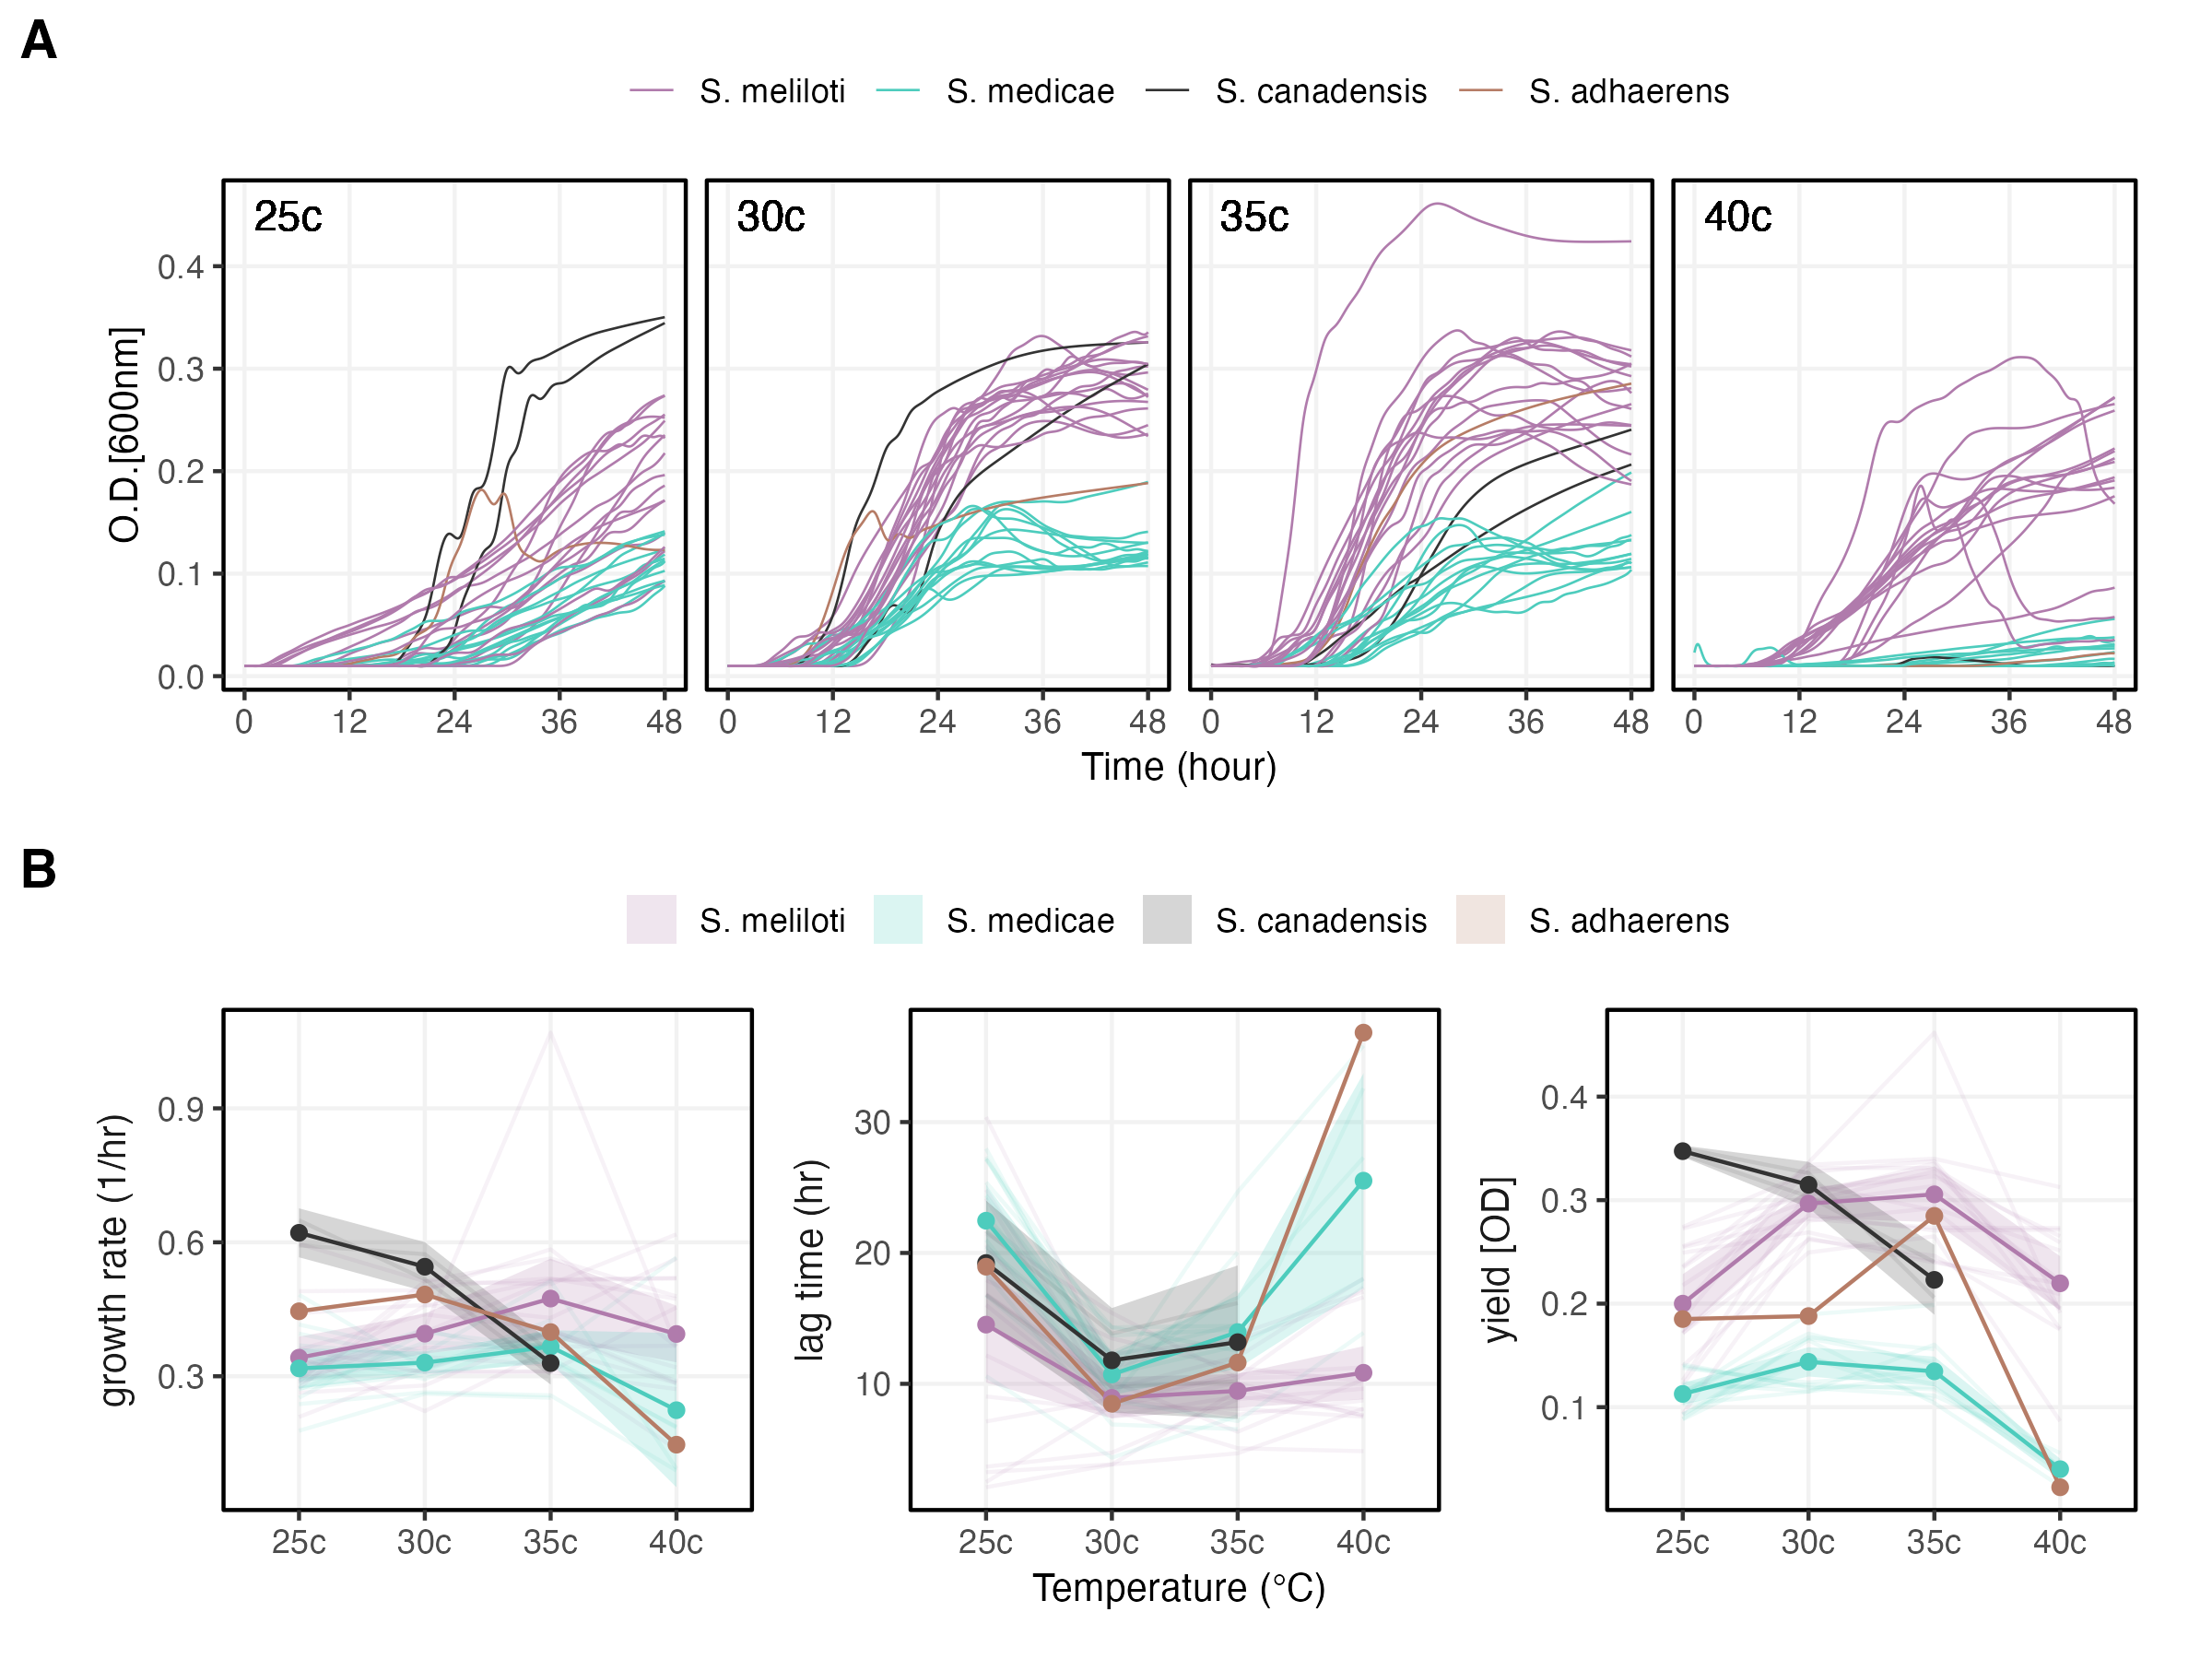 A
S. meliloti S. medicae S. canadensis S. adhaerens
25c 30c 35c 40c
O.D.[600nm]
0.4
0.3
0.2
0.1
0.0
0 12 24 36 48 0 12 24 36 48 0 12 24 36 48 0 12 24 36 48
Time (hour)
B
S. meliloti S. medicae S. canadensis S. adhaerens
growth rate (1/hr)
0.9
0.6
0.3
25c 30c 35c 40c
lag time (hr)
30
20
10
25c 30c 35c 40c
yield [OD]
0.4
0.3
0.2
0.1
25c 30c 35c 40c
Temperature (°C)